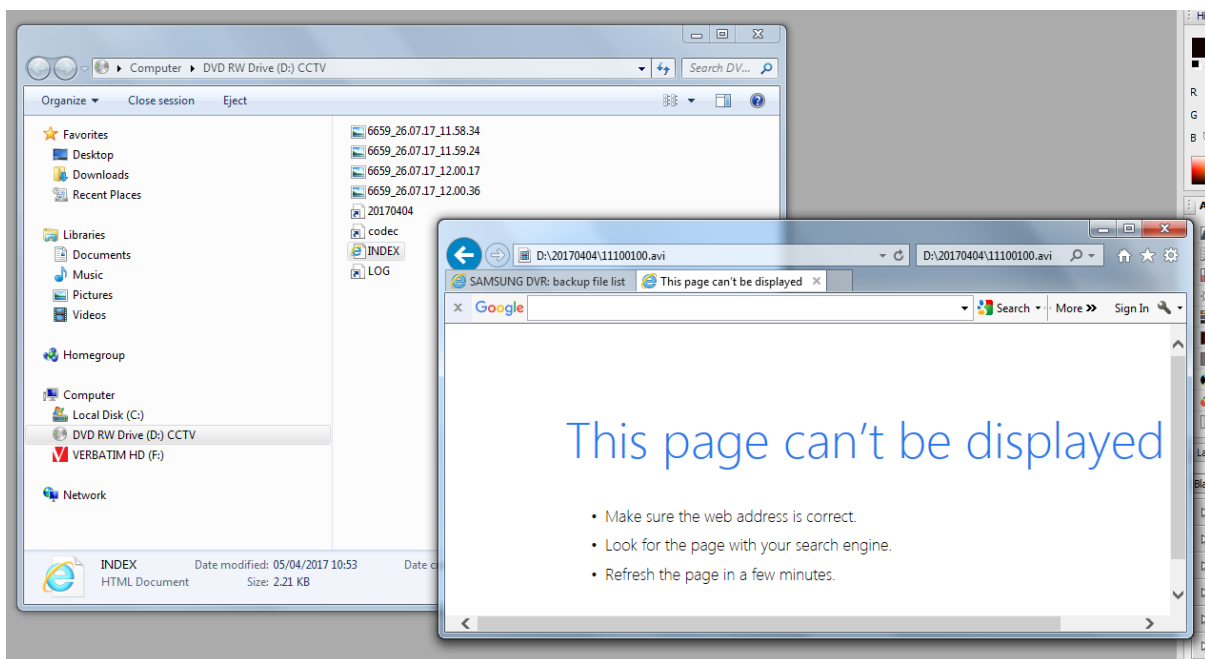 Computer ▸ DVD RW Drive (D:) CCTV
Search DV...
Organize Close session Eject
Favorites
Desktop
Downloads
Recent Places
Libraries
Documents
Music
Pictures
Videos
Homegroup
Computer
Local Disk (C:)
DVD RW Drive (D:) CCTV
VERBATIM HD (F:)
Network
6659_26.07.17_11.58.34
6659_26.07.17_11.59.24
6659_26.07.17_12.00.17
6659_26.07.17_12.00.36
20170404
codec
INDEX
LOG
INDEX Date modified: 05/04/2017 10:53
HTML Document Size: 2.21 KB
D:\20170404\11100100.avi D:\20170404\11100100.avi
SAMSUNG DVR: backup file list This page can't be displayed
x Google Search More » Sign In
This page can't be displayed
• Make sure the web address is correct.
• Look for the page with your search engine.
• Refresh the page in a few minutes.
R
G
B